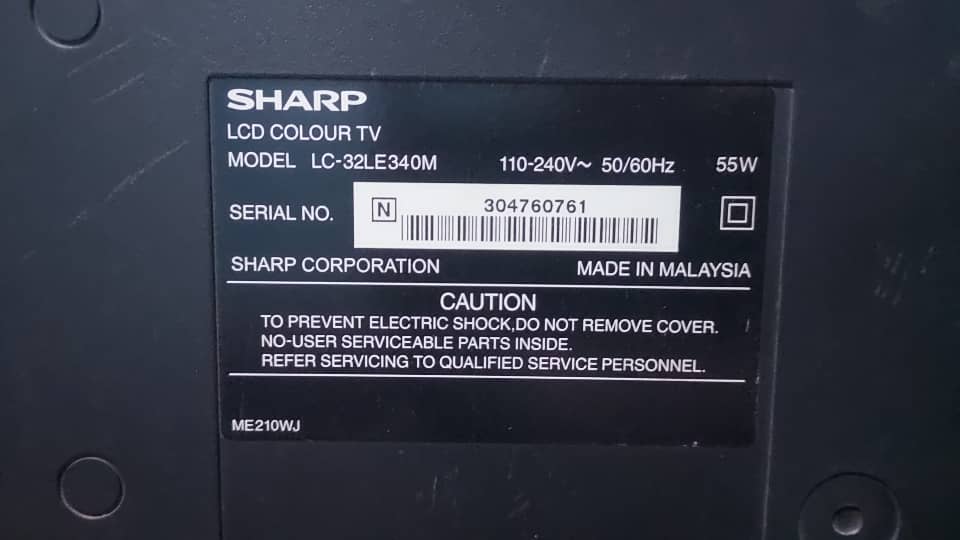 SHARP
LCD COLOUR TV
MODEL LC-32LE340M 110-240V~ 50/60Hz 55W
SERIAL NO. N 304760761
SHARP CORPORATION MADE IN MALAYSIA
CAUTION
TO PREVENT ELECTRIC SHOCK,DO NOT REMOVE COVER.
NO-USER SERVICEABLE PARTS INSIDE.
REFER SERVICING TO QUALIFIED SERVICE PERSONNEL.
ME210WJ